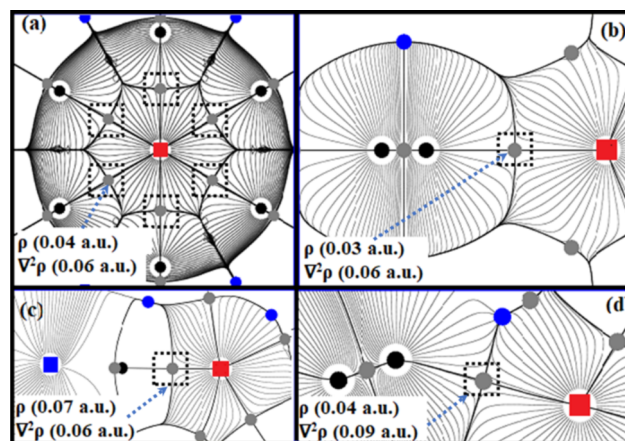 (a)
ρ (0.04 a.u.)
∇²ρ (0.06 a.u.)
(b)
ρ (0.03 a.u.)
∇²ρ (0.06 a.u.)
(c)
ρ (0.07 a.u.)
∇²ρ (0.06 a.u.)
(d)
ρ (0.04 a.u.)
∇²ρ (0.09 a.u.)